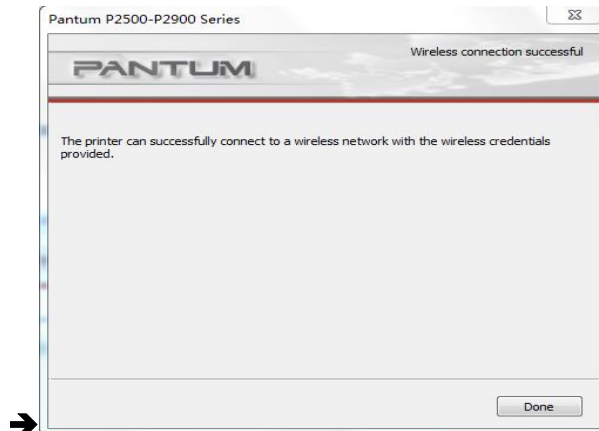 Pantum P2500-P2900 Series
Wireless connection successful
PANTUM
The printer can successfully connect to a wireless network with the wireless credentials
provided.
Done